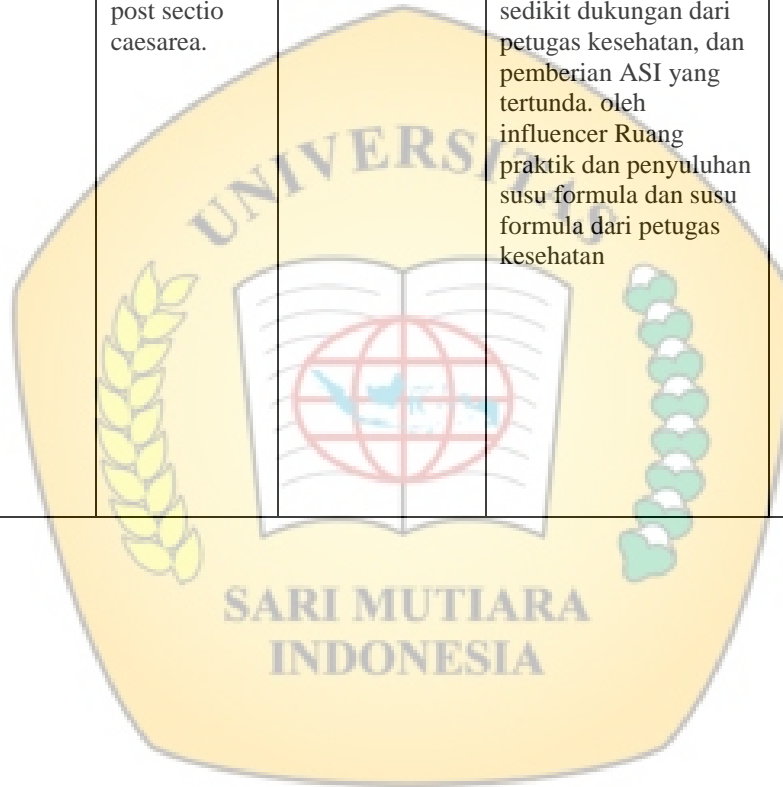 post sectio
caesarea.
sedikit dukungan dari
petugas kesehatan, dan
pemberian ASI yang
tertunda. oleh
influencer Ruang
praktik dan penyuluhan
susu formula dan susu
formula dari petugas
kesehatan
UNIVERSITAS
SARI MUTIARA
INDONESIA